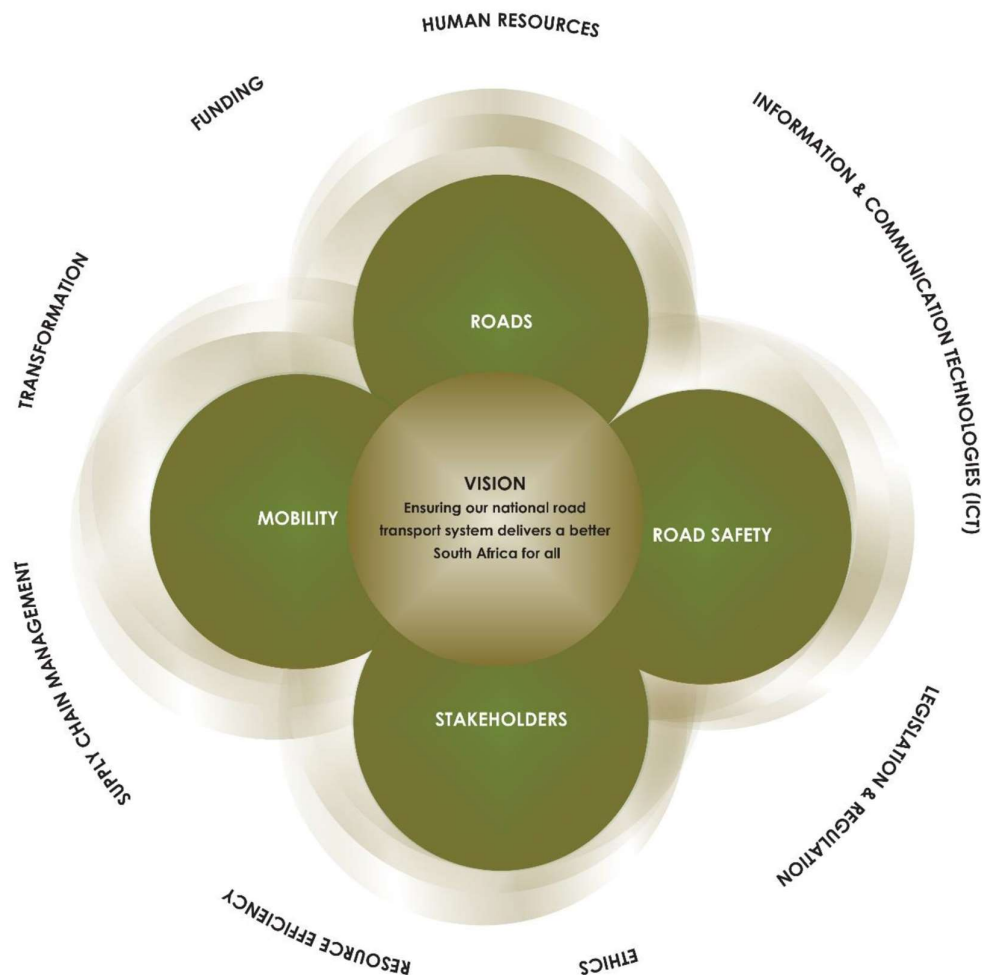 HUMAN RESOURCES
FUNDING
INFORMATION & COMMUNICATION TECHNOLOGIES (ICT)
TRANSFORMATION
ROADS
VISION
Ensuring our national road
transport system delivers a better
South Africa for all
MOBILITY
ROAD SAFETY
STAKEHOLDERS
SUPPLY CHAIN MANAGEMENT
LEGISLATION & REGULATION
RESOURCE EFFICIENCY
ETHICS